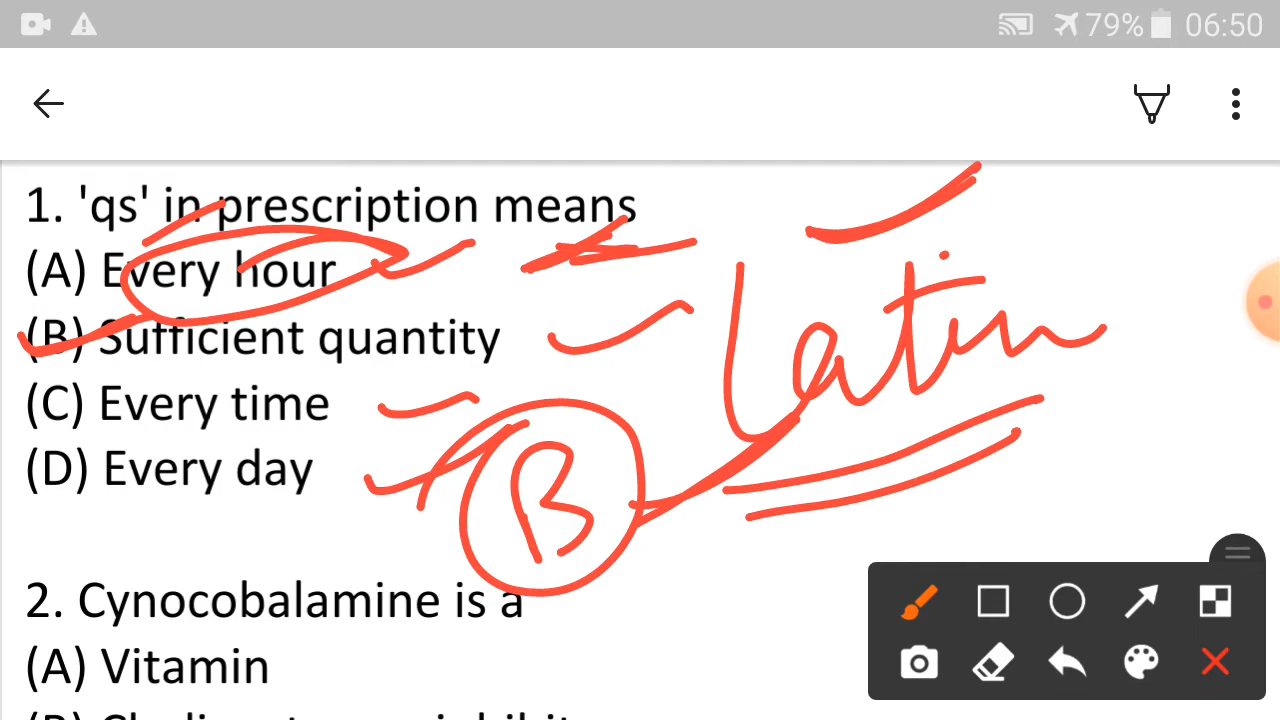 79% 06:50
1. 'qs' in prescription means
(A) Every hour
(B) Sufficient quantity
(C) Every time
(D) Every day
Latin
B
2. Cynocobalamine is a
(A) Vitamin